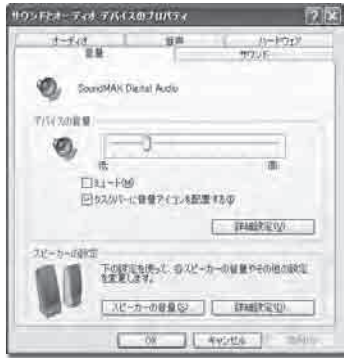 サウンドとオーディオ デバイスのプロパティ
オーディオ 音声 ハードウェア
音量 サウンド
SoundMAX Digital Audio
デバイスの音量
低 高
ミュート(M)
タスクバーに音量アイコンを配置する(I)
詳細設定(V)
スピーカーの設定
下の設定を使って、各スピーカーの音量やその他の設定
を変更します。
スピーカーの音量(S) 詳細設定(D)
OK キャンセル 適用(A)